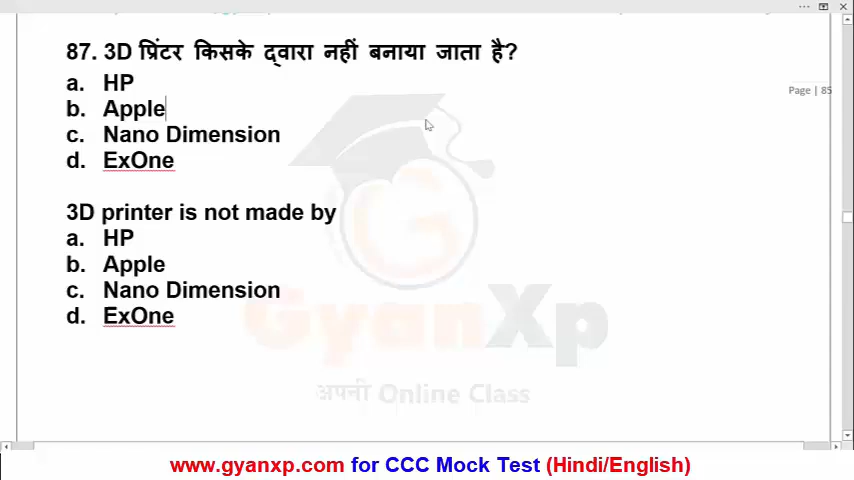 87. 3D प्रिंटर किसके द्वारा नहीं बनाया जाता है?
a. HP
Page | 85
b. Apple
c. Nano Dimension
d. ExOne
3D printer is not made by
a. HP
b. Apple
c. Nano Dimension
d. ExOne
GyanXp
अपनी Online Class
www.gyanxp.com for CCC Mock Test (Hindi/English)